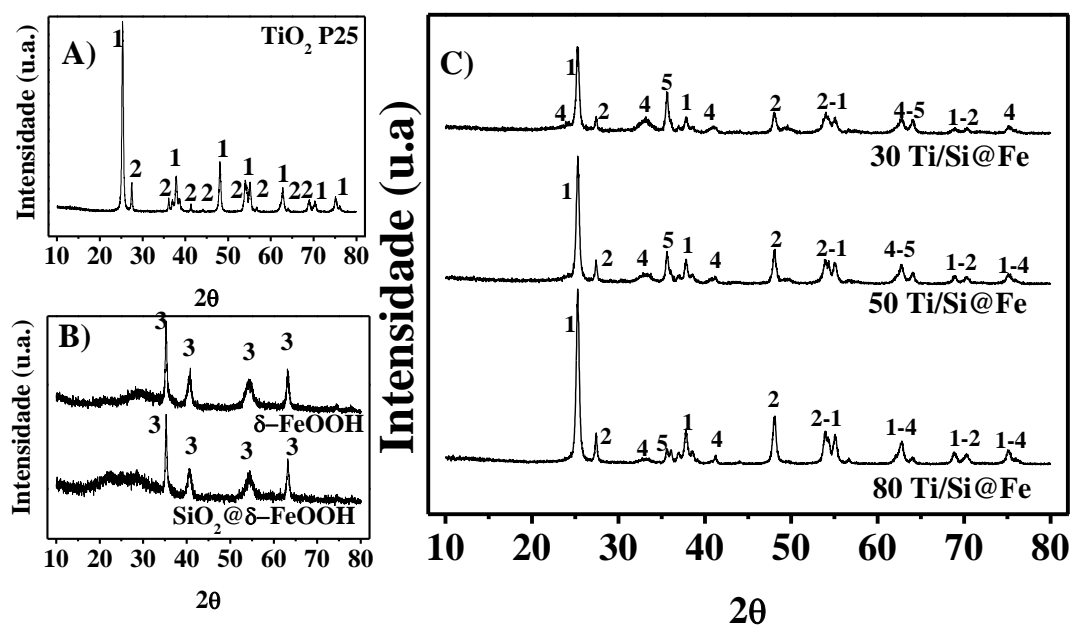 A)
TiO2 P25
Intensidade (u.a.)
1
2 2 1 2 2 1 2 1 2 1 2 2 1 1
10 20 30 40 50 60 70 80
2θ
B)
Intensidade (u.a.)
3 3 3 3
δ–FeOOH
3 3 3 3
SiO2@δ–FeOOH
10 20 30 40 50 60 70 80
2θ
C)
Intensidade (u.a)
4 1 2 4 5 1 4 2 2-1 4-5 1-2 4
30 Ti/Si@Fe
1 2 4 5 1 4 2 2-1 4-5 1-2 1-4
50 Ti/Si@Fe
1 2 4 5 1 4 2 2-1 1-4 1-2 1-4
80 Ti/Si@Fe
10 20 30 40 50 60 70 80
2θ